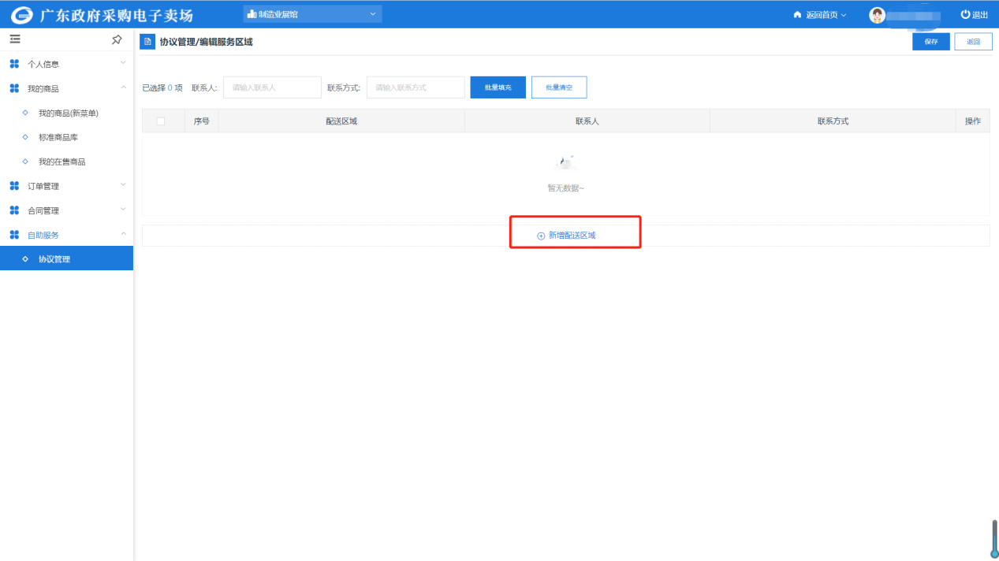 广东政府采购电子卖场
制造业展馆
返回首页
退出
协议管理/编辑服务区域
保存
返回
个人信息
我的商品
我的商品(新菜单)
标准商品库
我的在售商品
订单管理
合同管理
自助服务
协议管理
已选择 0 项 联系人: 请输入联系人 联系方式: 请输入联系方式 批量填充 批量清空
序号 配送区域 联系人 联系方式 操作
暂无数据~
新增配送区域